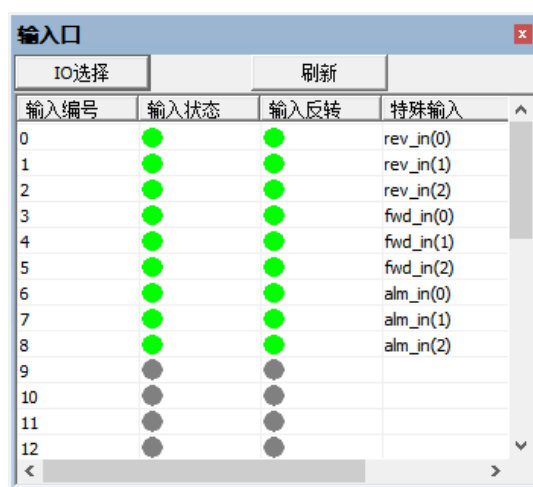 输入口
IO选择 刷新
输入编号 输入状态 输入反转 特殊输入
0 rev_in(0)
1 rev_in(1)
2 rev_in(2)
3 fwd_in(0)
4 fwd_in(1)
5 fwd_in(2)
6 alm_in(0)
7 alm_in(1)
8 alm_in(2)
9
10
11
12